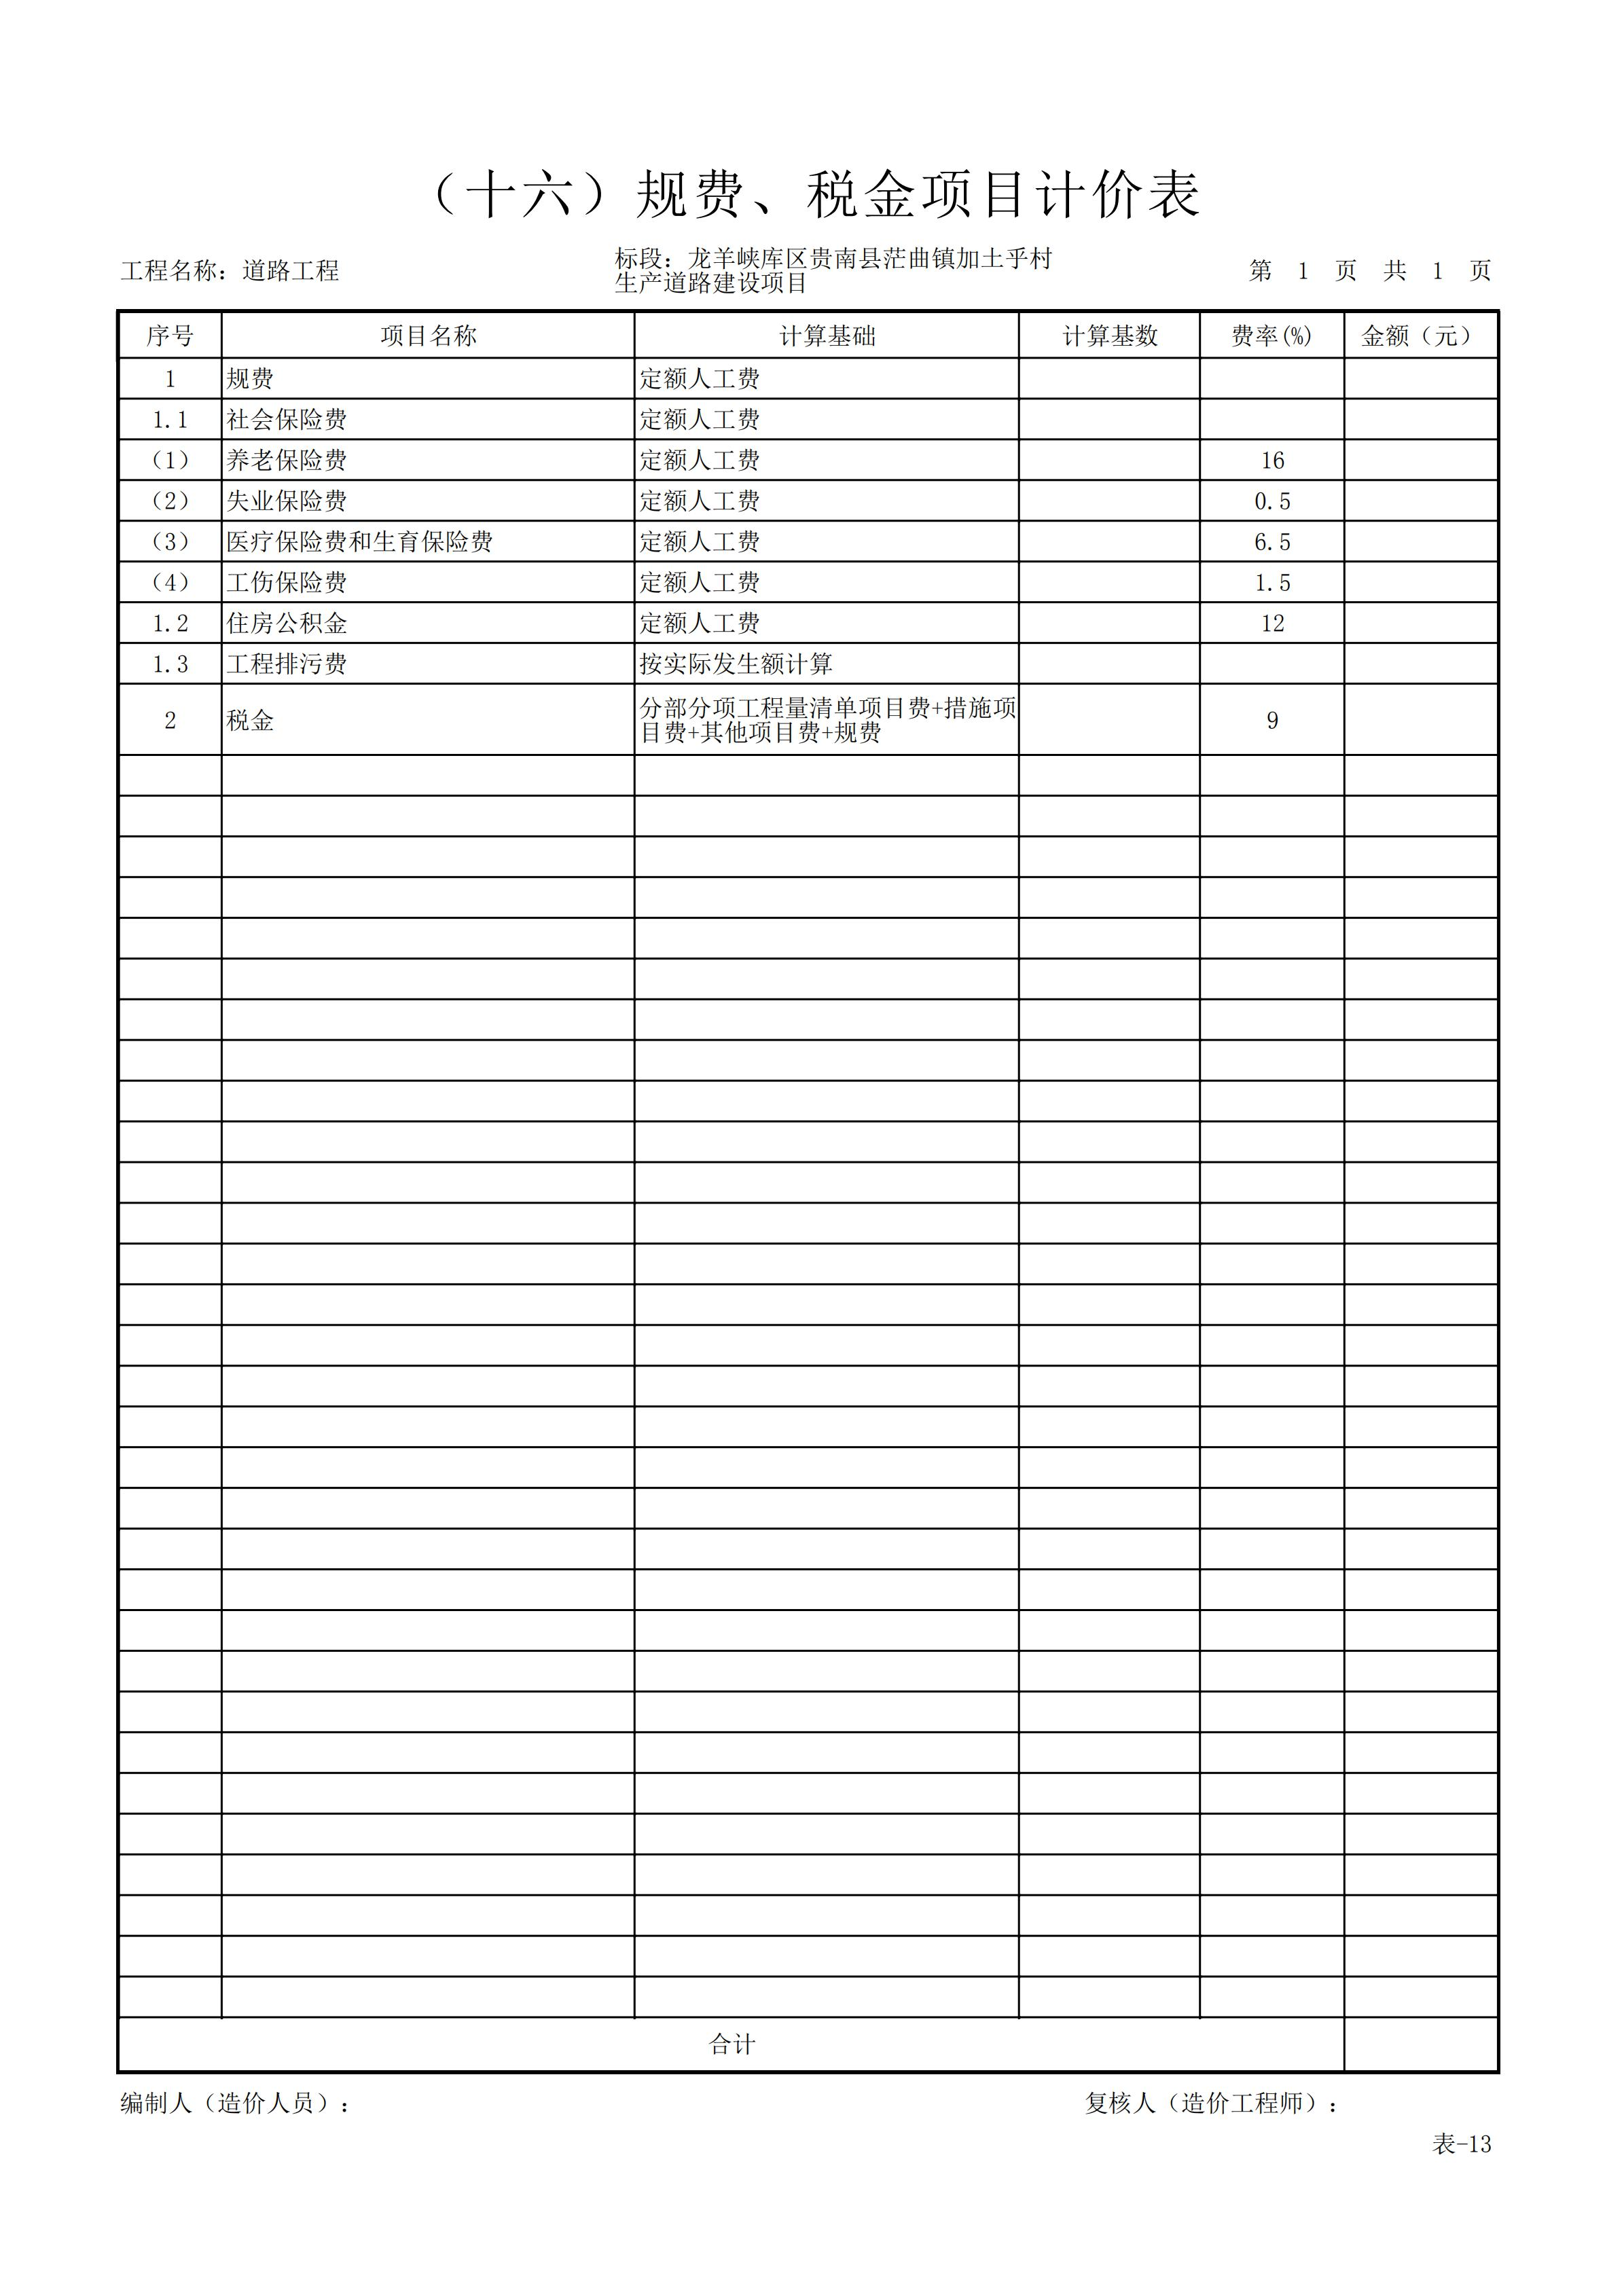 （十六）规费、税金项目计价表
工程名称：道路工程
标段：龙羊峡库区贵南县茫曲镇加土乎村
生产道路建设项目
第 1 页 共 1 页
序号 项目名称 计算基础 计算基数 费率(%) 金额（元）
1 规费 定额人工费
1.1 社会保险费 定额人工费
（1） 养老保险费 定额人工费 16
（2） 失业保险费 定额人工费 0.5
（3） 医疗保险费和生育保险费 定额人工费 6.5
（4） 工伤保险费 定额人工费 1.5
1.2 住房公积金 定额人工费 12
1.3 工程排污费 按实际发生额计算
2 税金 分部分项工程量清单项目费+措施项
目费+其他项目费+规费 9
合计
编制人（造价人员）： 复核人（造价工程师）：
表-13